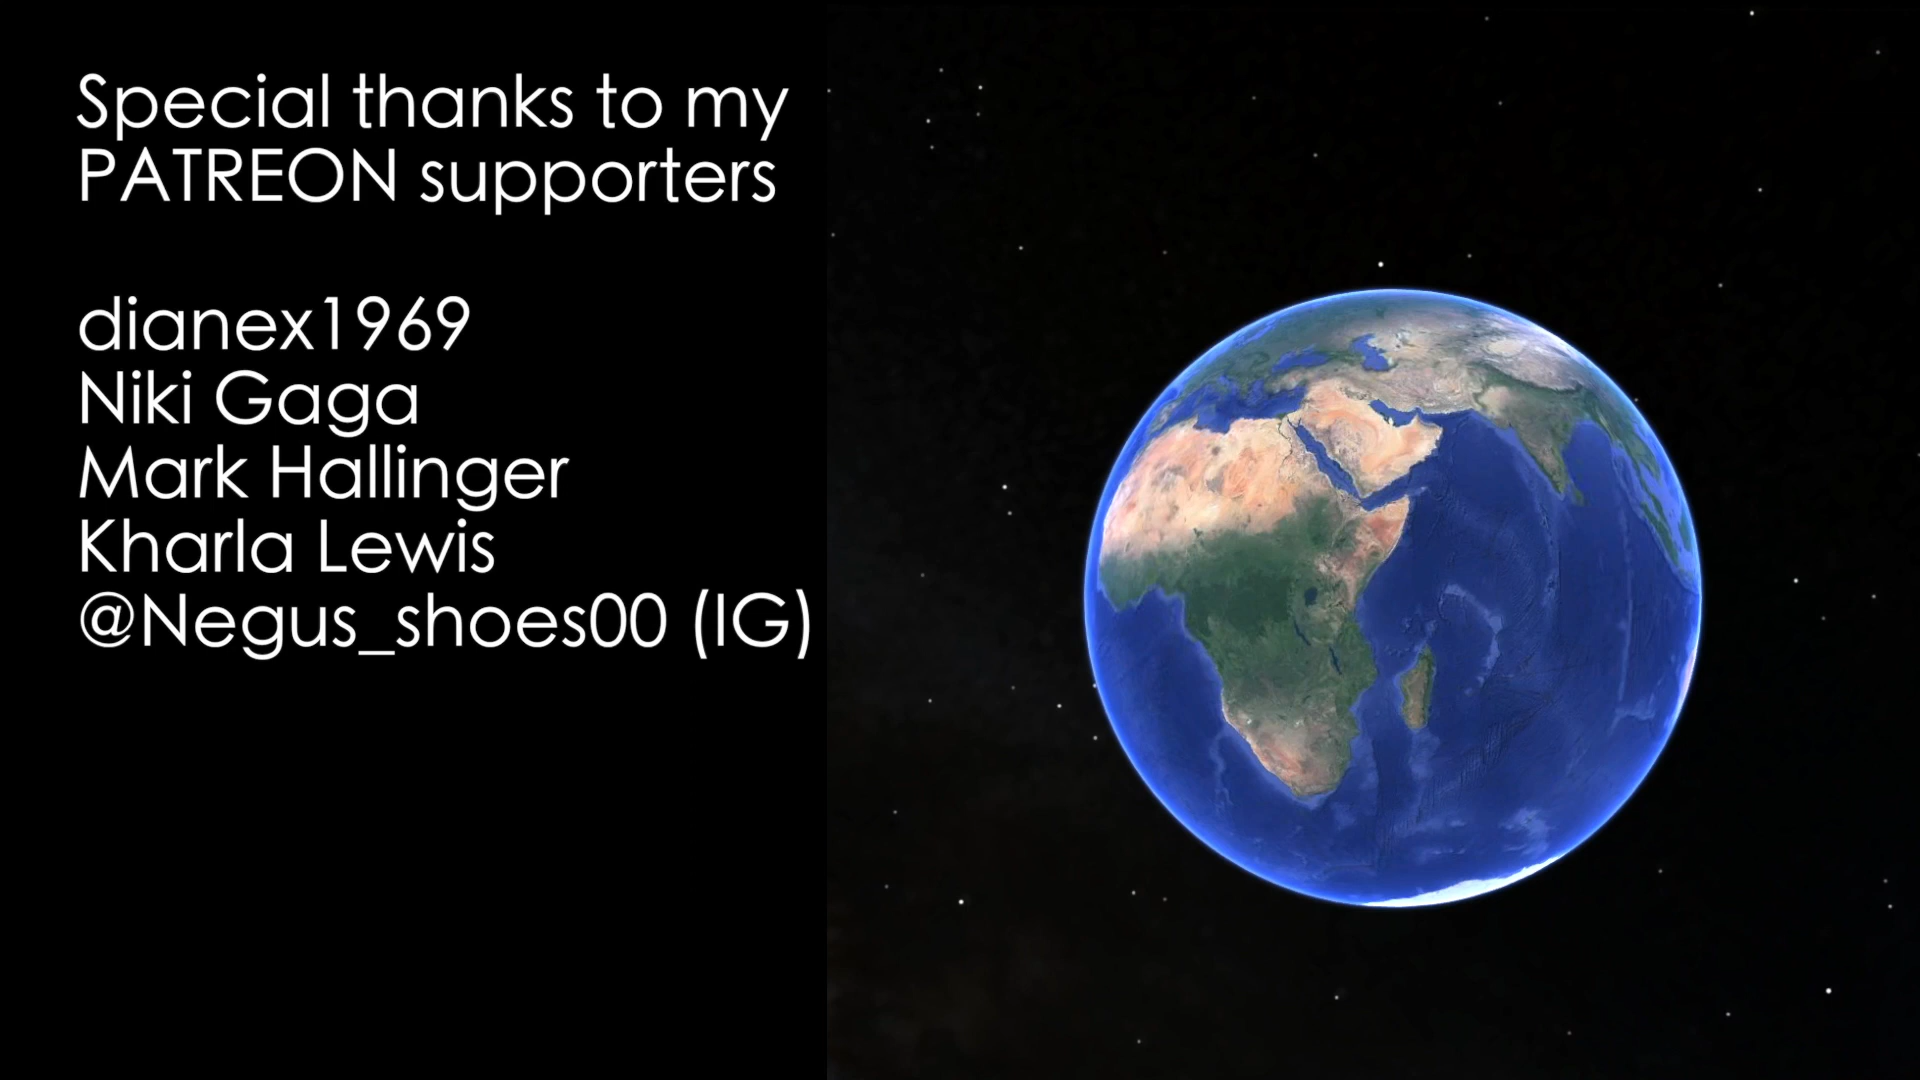 Special thanks to my
PATREON supporters
dianex1969
Niki Gaga
Mark Hallinger
Kharla Lewis
@Negus_shoes00 (IG)